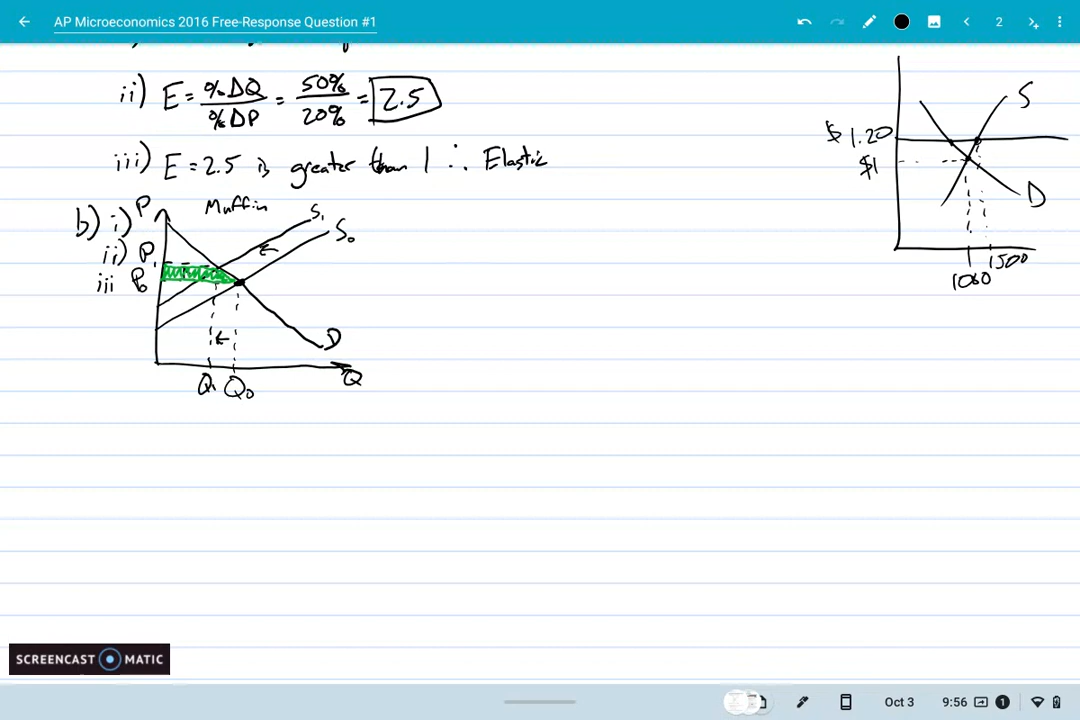 AP Microeconomics 2016 Free-Response Question #1
2
ii) E = %ΔQ / %ΔP = 50% / 20% = 2.5
iii) E = 2.5 is greater than 1 ∴ Elastic
b) i) P Muffin
S₁
S₀
ii) P₁
iii P₀
D
Q₁ Q₀ Q
S
$ 1.20
$1
D
1000 1500
SCREENCAST MATIC
Oct 3 9:56 1